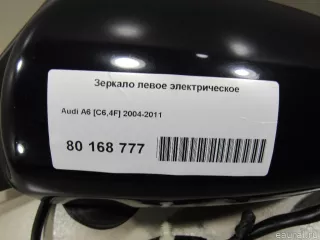 Зеркало левое электрическое
Audi A6 [C6,4F] 2004-2011
80 168 777